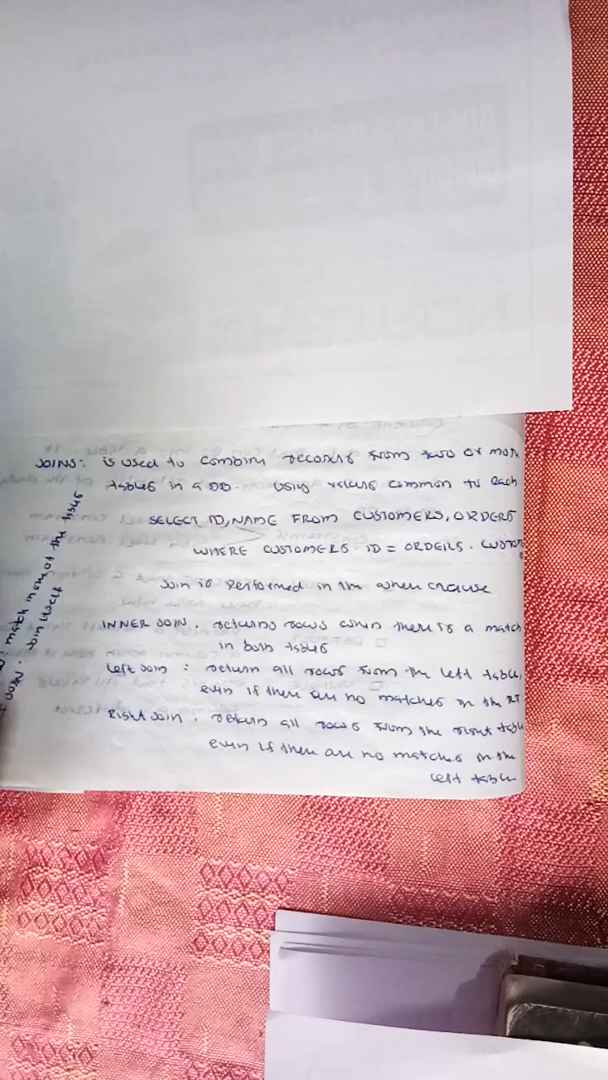 JOINS: is used to combine records from two or more
tables in a DB. using values common to each
SELECT ID, NAME FROM CUSTOMERS, ORDERS
WHERE CUSTOMERS ID = ORDERS.
Join is performed in the when clause
INNER JOIN. returns rows when there is a match
in both tables
Left Join: return all rows from the left table,
even if there are no matches in the RT
Right Join. return all rows from the right table
even if there are no matches in the
left table